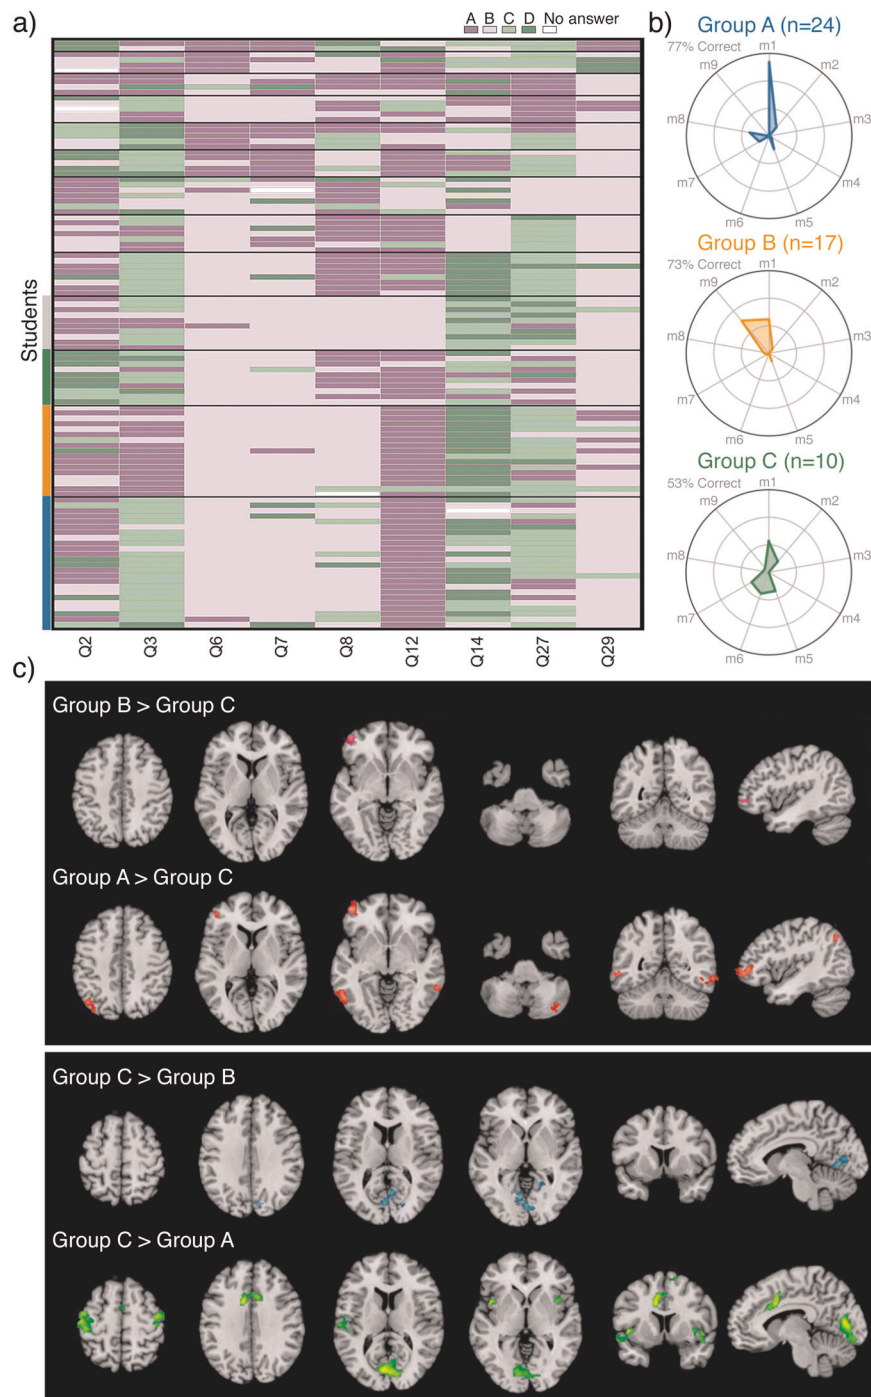 a)
A B C D No answer
Students
Q2 Q3 Q6 Q7 Q8 Q12 Q14 Q27 Q29
b)
Group A (n=24)
77% Correct
m1
m2
m3
m4
m5
m6
m7
m8
m9
Group B (n=17)
73% Correct
m1
m2
m3
m4
m5
m6
m7
m8
m9
Group C (n=10)
53% Correct
m1
m2
m3
m4
m5
m6
m7
m8
m9
c)
Group B > Group C
Group A > Group C
Group C > Group B
Group C > Group A